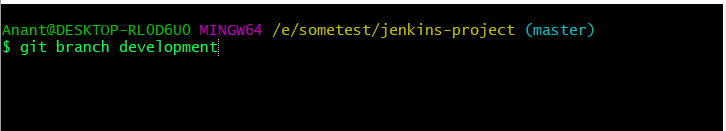 Anant@DESKTOP-RL0D6U0 MINGW64 /e/sometest/jenkins-project (master)
$ git branch development